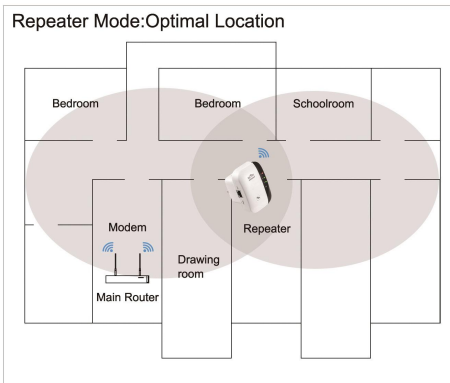 Repeater Mode:Optimal Location
Bedroom
Bedroom
Schoolroom
Modem
Repeater
Drawing
room
Main Router